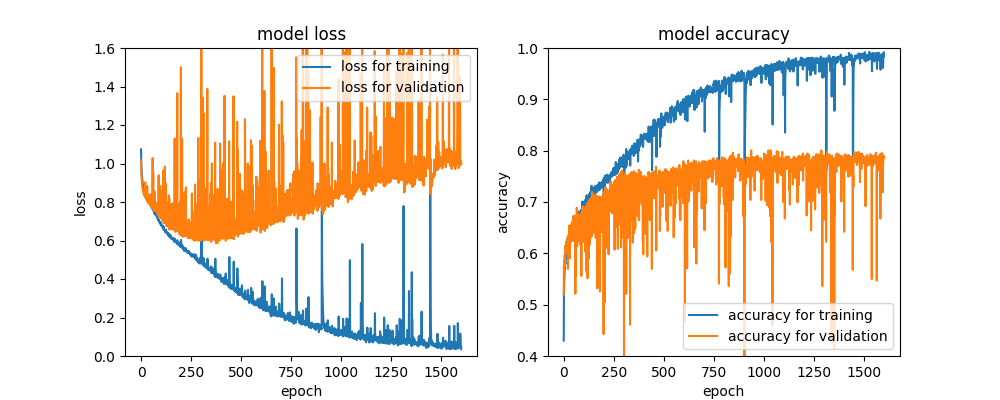 model loss
1.6
1.4
1.2
1.0
0.8
0.6
0.4
0.2
0.0
loss
0 250 500 750 1000 1250 1500
epoch
loss for training
loss for validation
model accuracy
1.0
0.9
0.8
0.7
0.6
0.5
0.4
accuracy
0 250 500 750 1000 1250 1500
epoch
accuracy for training
accuracy for validation